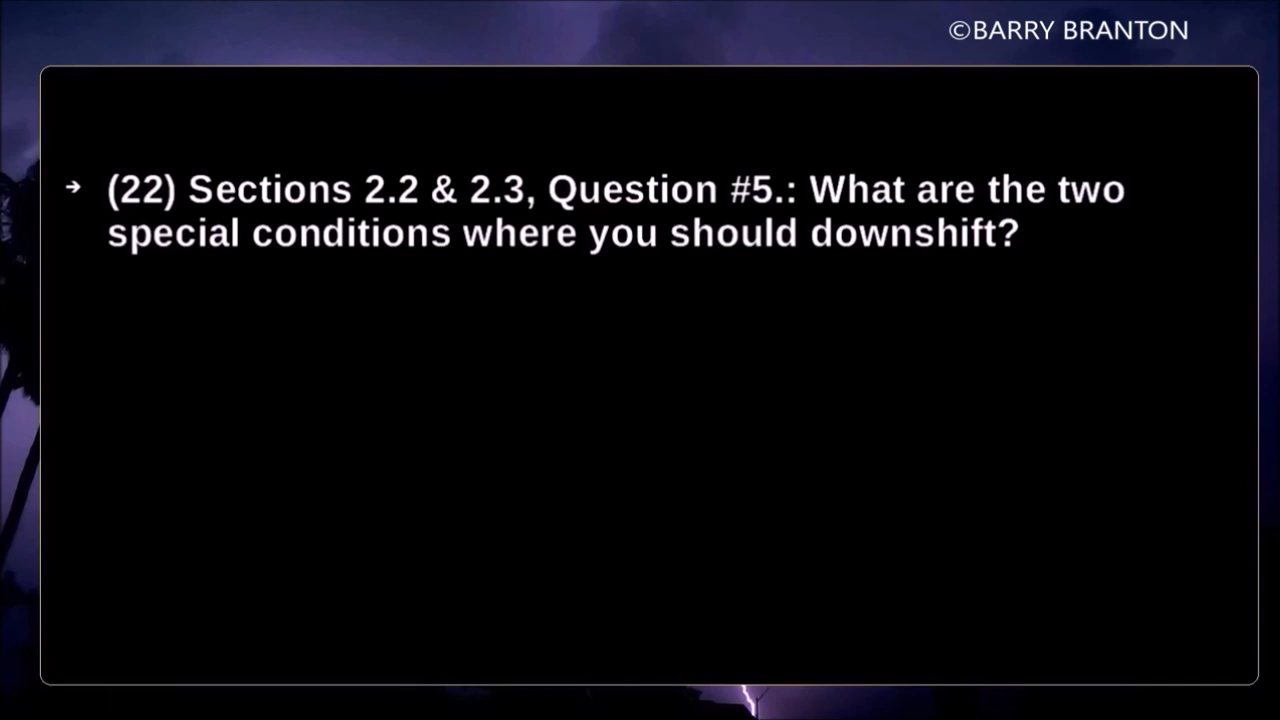 ©BARRY BRANTON
➔ (22) Sections 2.2 & 2.3, Question #5.: What are the two
special conditions where you should downshift?